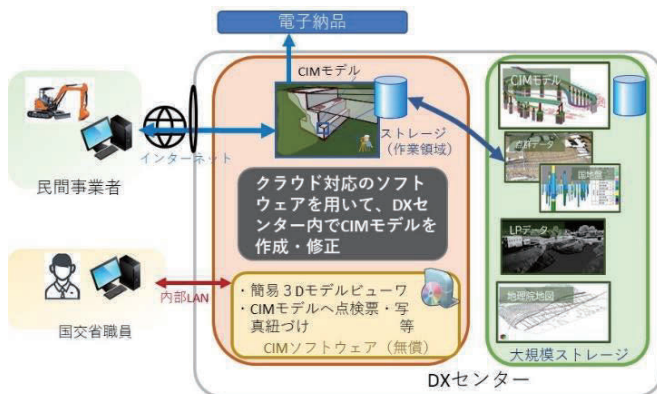 電子納品
CIMモデル
インターネット
民間事業者
ストレージ
(作業領域)
クラウド対応のソフト
ウェアを用いて、DXセ
ンター内でCIMモデルを
作成・修正
国交省職員
内部LAN
・簡易3Dモデルビューワ
・CIMモデルへ点検票・写
真紐づけ 等
CIMソフトウェア(無償)
CIMモデル
データ
国地盤
LPデータ
地理院地図
大規模ストレージ
DXセンター